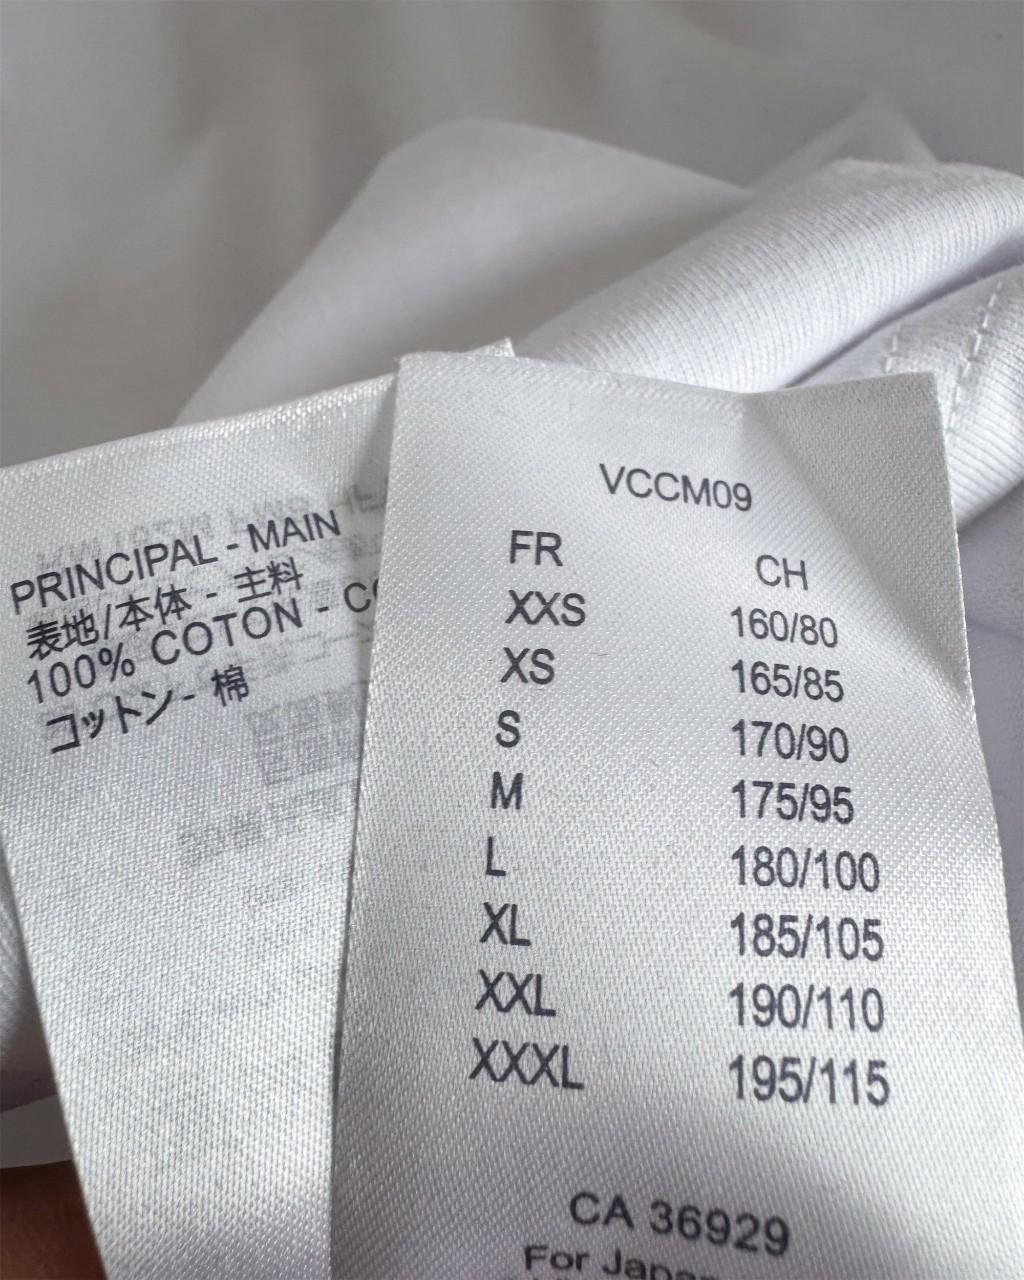 PRINCIPAL - MAIN
表地/本体 - 主料
100% COTON - CO
コットン - 棉
VCCM09
FR CH
XXS 160/80
XS 165/85
S 170/90
M 175/95
L 180/100
XL 185/105
XXL 190/110
XXXL 195/115
CA 36929
For Japan